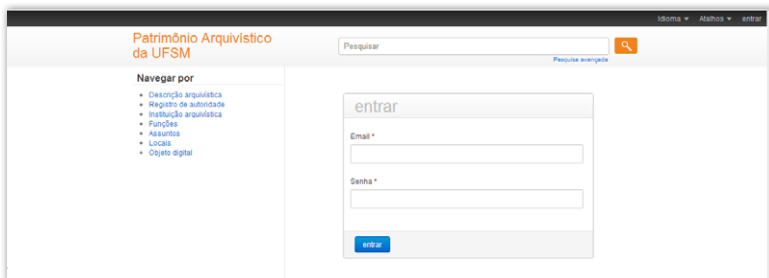 Idioma Atalhos entrar
Patrimônio Arquivístico
da UFSM
Pesquisar
Pesquisa avançada
Navegar por
Descrição arquivística
Registro de autoridade
Instituição arquivística
Funções
Assuntos
Locais
Objeto digital
entrar
Email *
Senha *
entrar